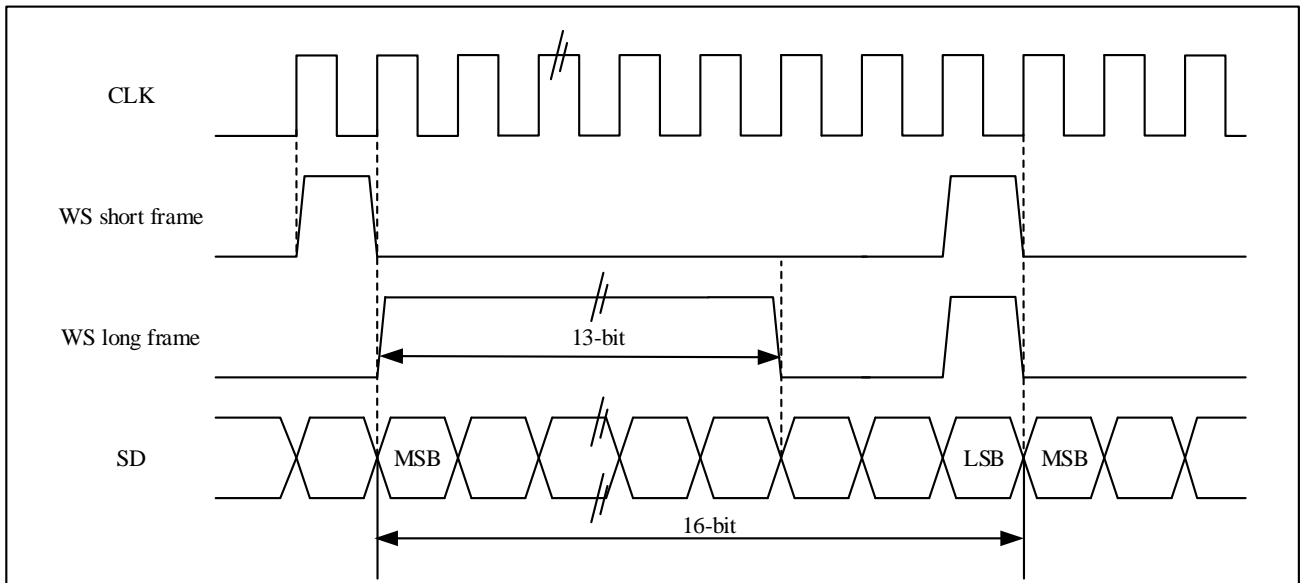 CLK
WS short frame
WS long frame
13-bit
SD
MSB
LSB
MSB
16-bit